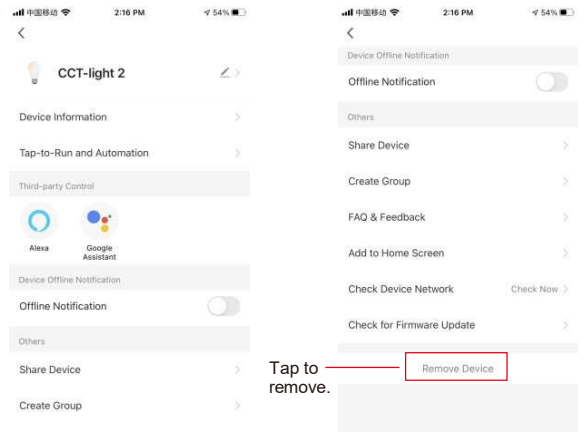 中国移动
2:16 PM
54%
CCT-light 2
Device Information
Tap-to-Run and Automation
Third-party Control
Alexa
Google
Assistant
Device Offline Notification
Offline Notification
Others
Share Device
Create Group
中国移动
2:16 PM
54%
Device Offline Notification
Offline Notification
Others
Share Device
Create Group
FAQ & Feedback
Add to Home Screen
Check Device Network
Check Now
Check for Firmware Update
Remove Device
Tap to
remove.